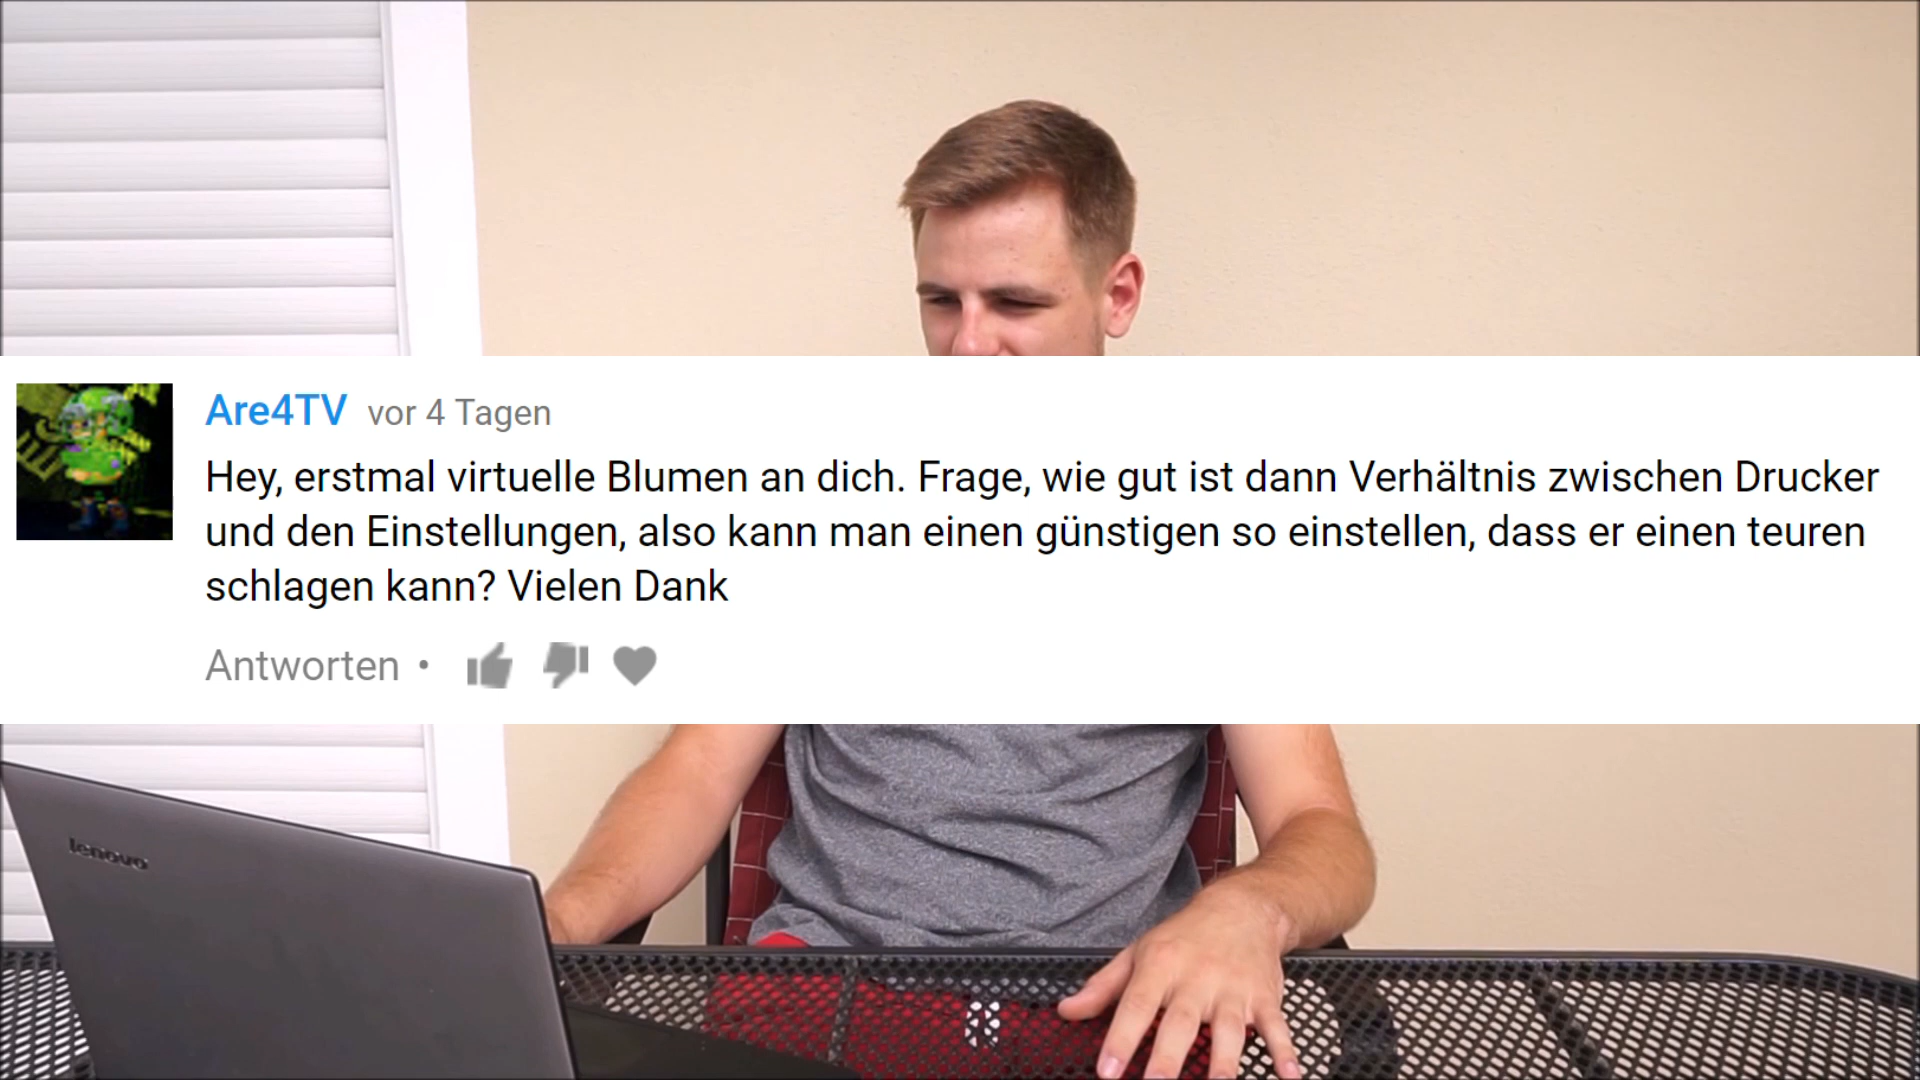 Are4TV vor 4 Tagen
Hey, erstmal virtuelle Blumen an dich. Frage, wie gut ist dann Verhältnis zwischen Drucker
und den Einstellungen, also kann man einen günstigen so einstellen, dass er einen teuren
schlagen kann? Vielen Dank
Antworten •
lenovo